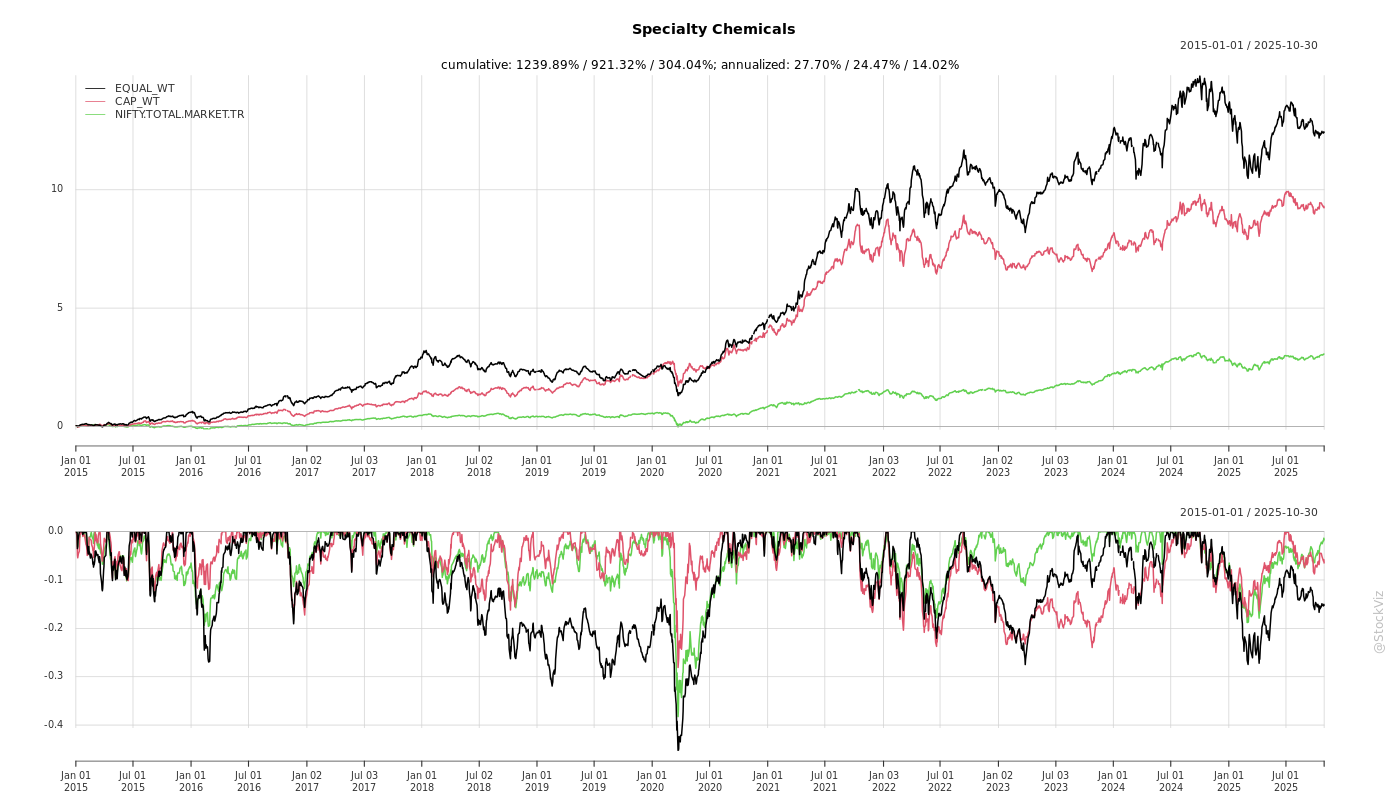 Specialty Chemicals
2015-01-01 / 2025-10-30
cumulative: 1239.89% / 921.32% / 304.04%; annualized: 27.70% / 24.47% / 14.02%
EQUAL_WT
CAP_WT
NIFTY.TOTAL.MARKET.TR
10
5
0
Jan 01 Jul 01 Jan 01 Jul 01 Jan 02 Jul 03 Jan 01 Jul 02 Jan 01 Jul 01 Jan 01 Jul 01 Jan 01 Jul 01 Jan 03 Jul 01 Jan 02 Jul 03 Jan 01 Jul 01 Jan 01 Jul 01
2015 2015 2016 2016 2017 2017 2018 2018 2019 2019 2020 2020 2021 2021 2022 2022 2023 2023 2024 2024 2025 2025
2015-01-01 / 2025-10-30
0.0
-0.1
-0.2
-0.3
-0.4
@StockViz
Jan 01 Jul 01 Jan 01 Jul 01 Jan 02 Jul 03 Jan 01 Jul 02 Jan 01 Jul 01 Jan 01 Jul 01 Jan 01 Jul 01 Jan 03 Jul 01 Jan 02 Jul 03 Jan 01 Jul 01 Jan 01 Jul 01
2015 2015 2016 2016 2017 2017 2018 2018 2019 2019 2020 2020 2021 2021 2022 2022 2023 2023 2024 2024 2025 2025